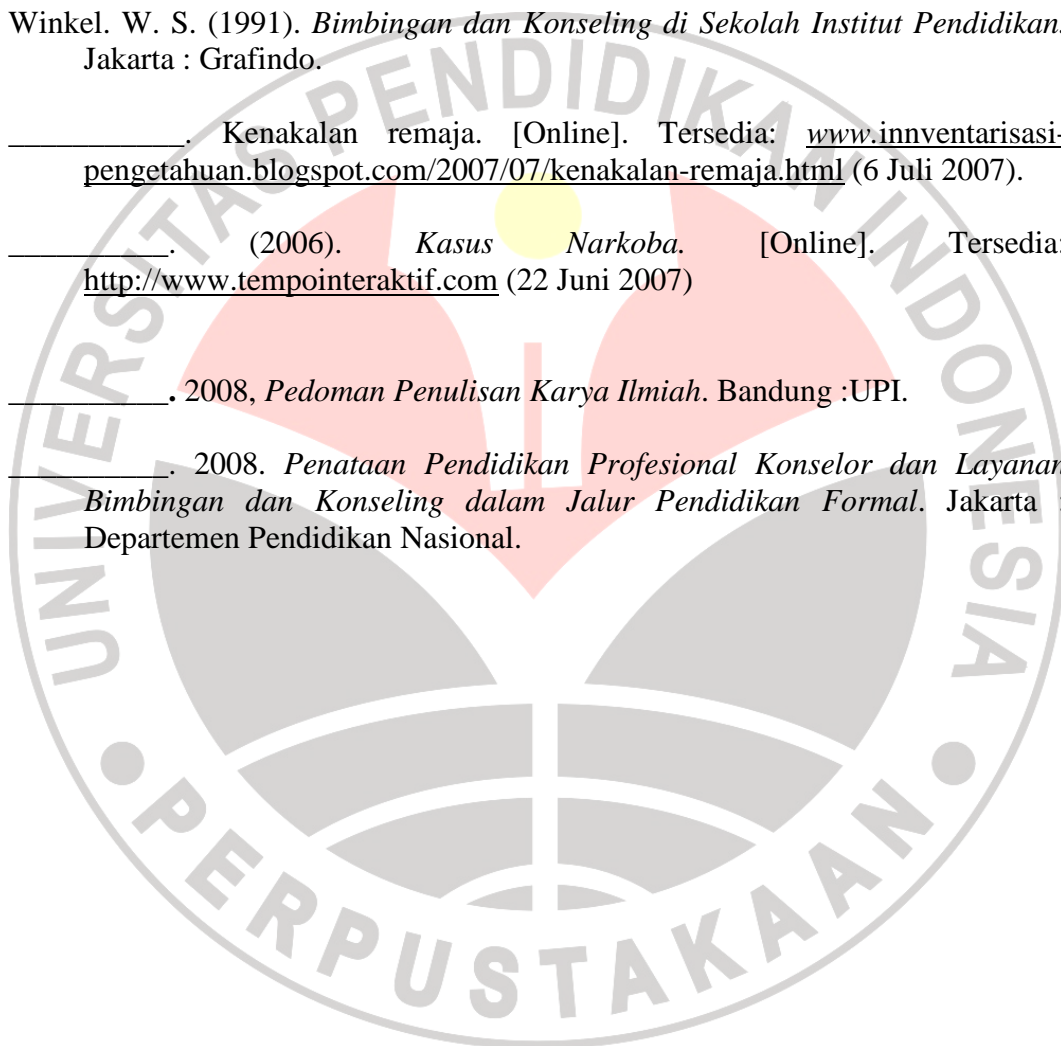 Winkel. W. S. (1991). Bimbingan dan Konseling di Sekolah Institut Pendidikan.
Jakarta : Grafindo.
___________. Kenakalan remaja. [Online]. Tersedia: www.innventarisasi-
pengetahuan.blogspot.com/2007/07/kenakalan-remaja.html (6 Juli 2007).
__________. (2006). Kasus Narkoba. [Online]. Tersedia:
http://www.tempointeraktif.com (22 Juni 2007)
__________. 2008, Pedoman Penulisan Karya Ilmiah. Bandung :UPI.
__________. 2008. Penataan Pendidikan Profesional Konselor dan Layanan
Bimbingan dan Konseling dalam Jalur Pendidikan Formal. Jakarta :
Departemen Pendidikan Nasional.
UNIVERSITAS PENDIDIKAN INDONESIA
PERPUSTAKAAN